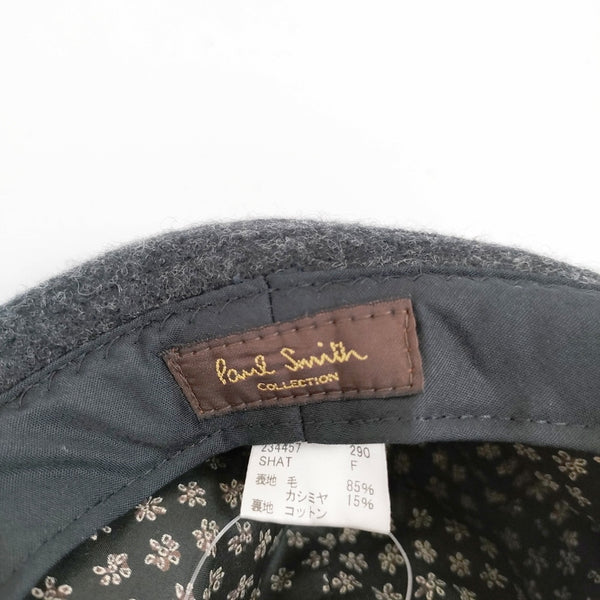 Paul Smith
COLLECTION
234457 290
SHAT F
表地 毛 85%
カシミヤ 15%
裏地 コットン